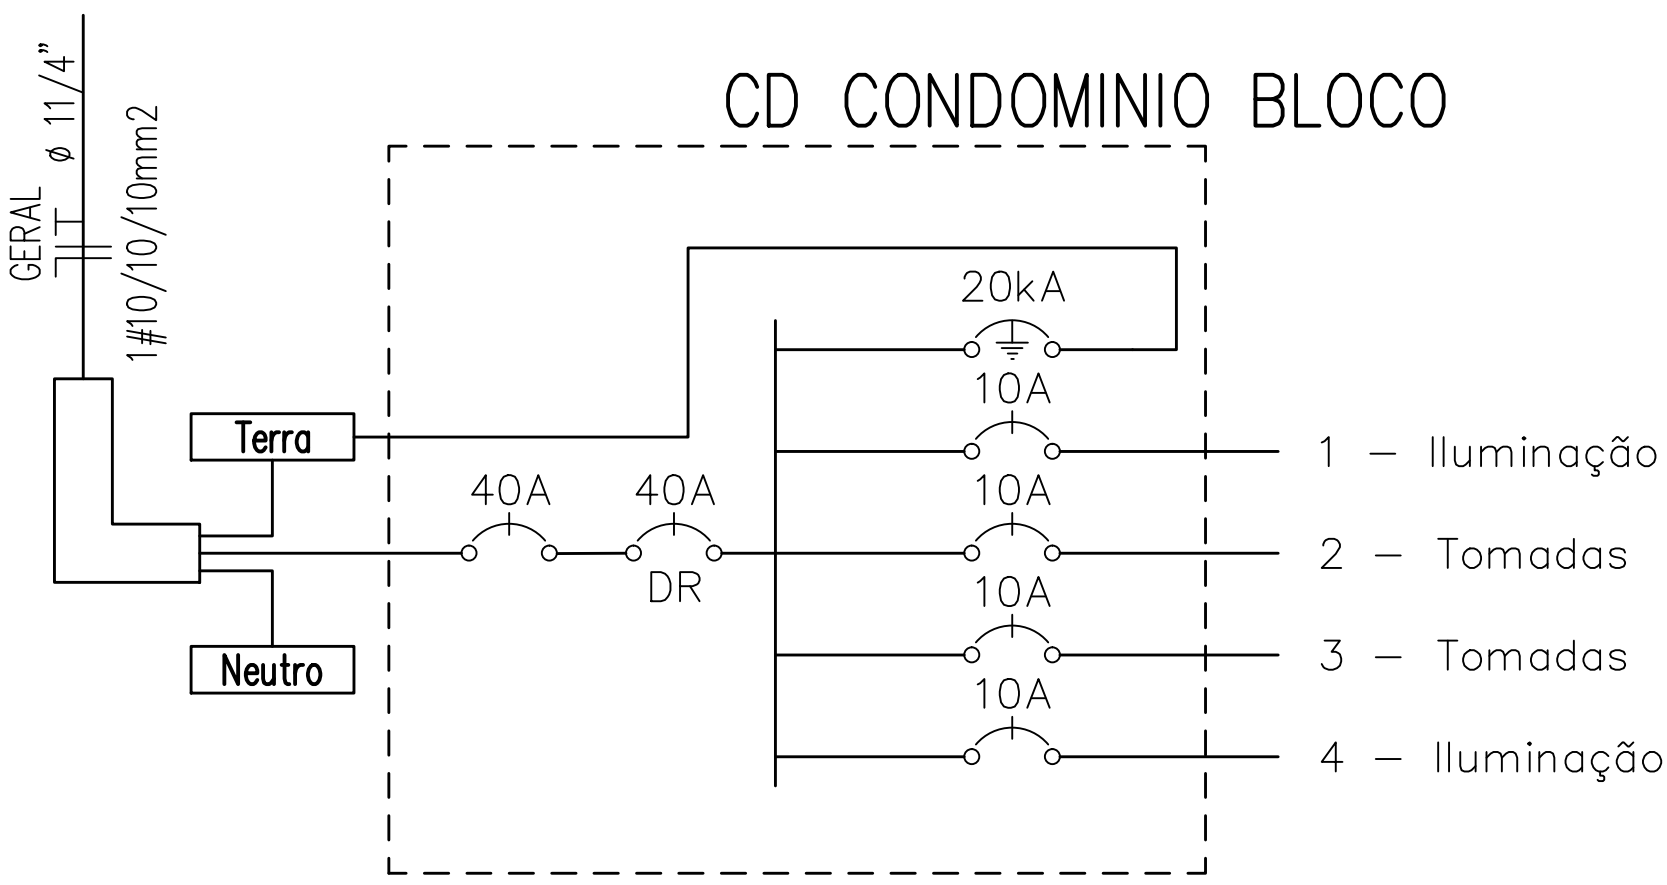 CD CONDOMINIO BLOCO
GERAL
ø 11/4"
1#10/10/10mm2
20kA
10A
Terra
1 - Iluminação
40A
40A
10A
DR
2 - Tomadas
10A
Neutro
3 - Tomadas
10A
4 - Iluminação